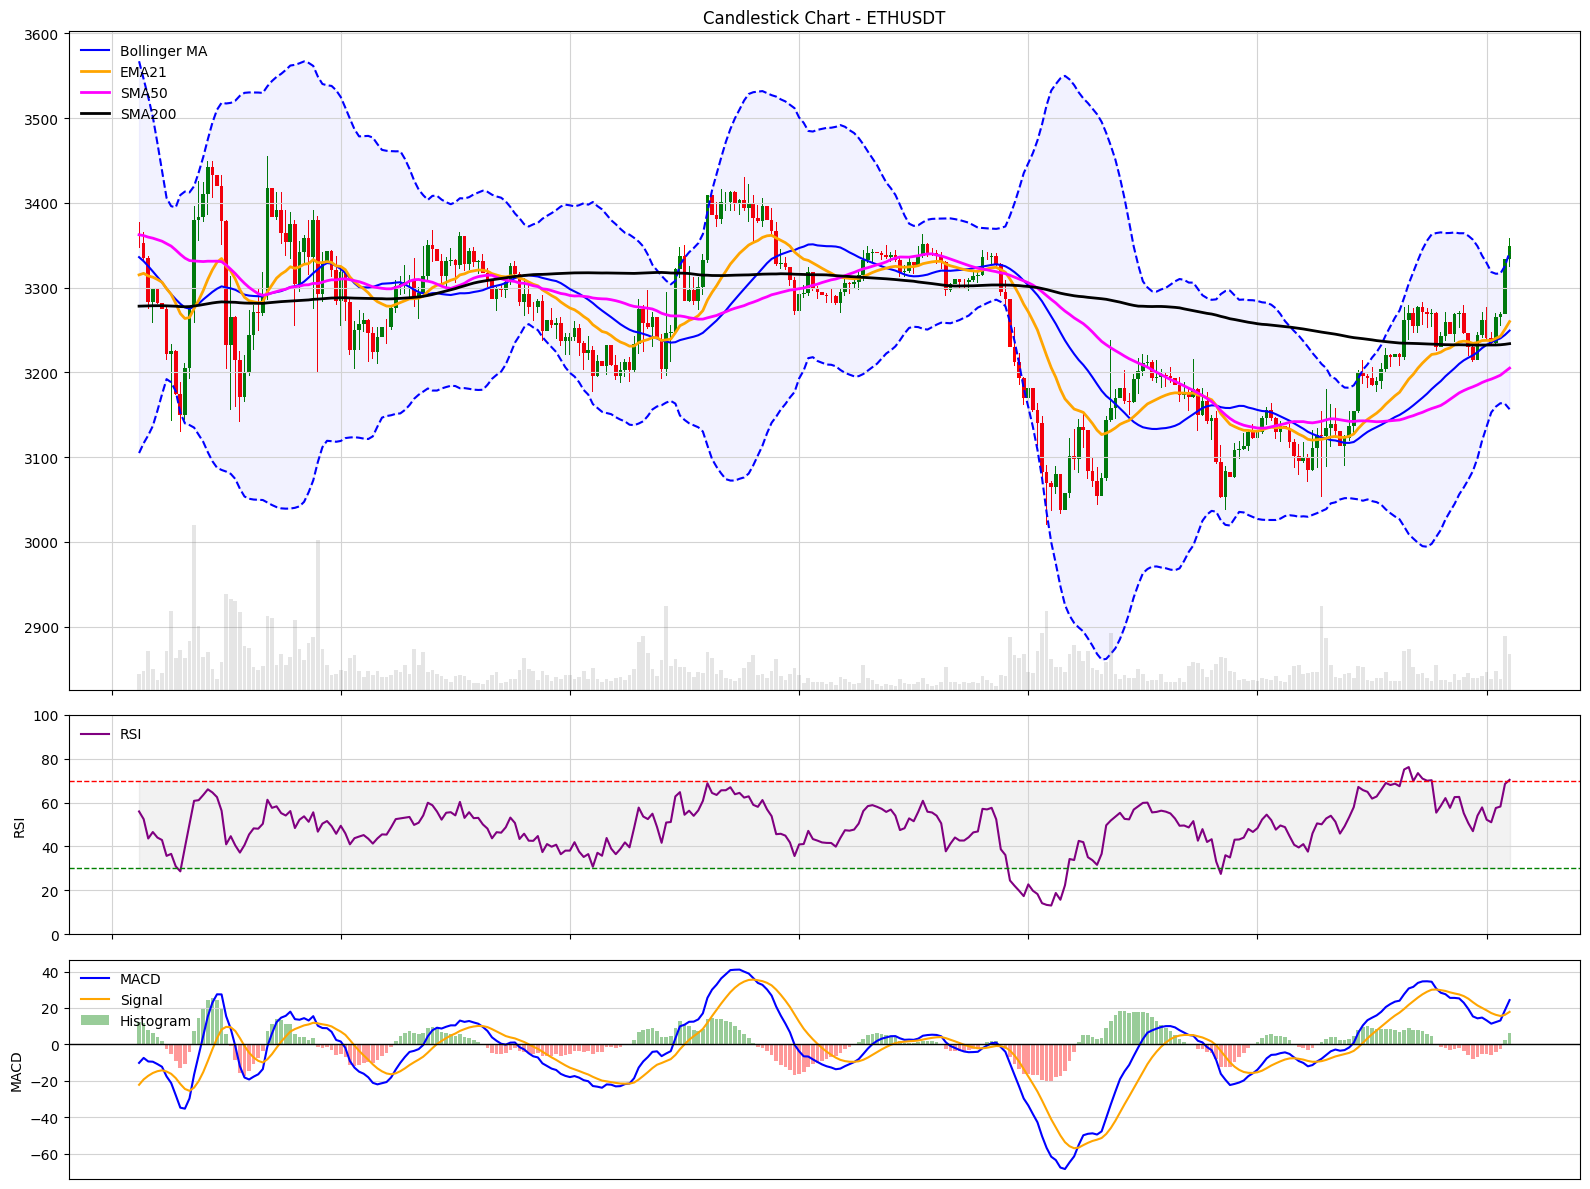 Candlestick Chart - ETHUSDT
3600
3500
3400
3300
3200
3100
3000
2900
Bollinger MA
EMA21
SMA50
SMA200
100
80
60
40
20
0
RSI
RSI
40
20
0
−20
−40
−60
MACD
MACD
Signal
Histogram